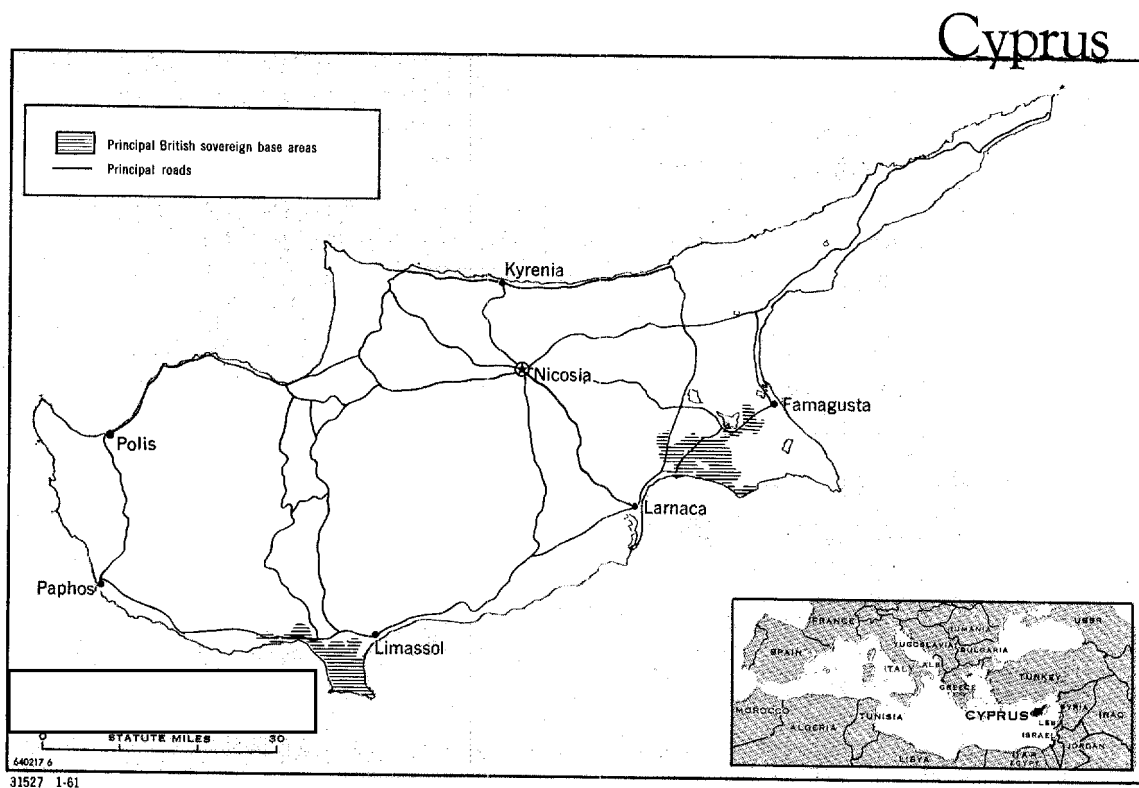 Cyprus
Principal British sovereign base areas
Principal roads
Kyrenia
Nicosia
Famagusta
Polis
Larnaca
Paphos
Limassol
0 STATUTE MILES 30
640217 6
31527 1-61
FRANCE
USSR
YUGOSLAVIA
BULGARIA
SPAIN
ALB
TURKEY
GREECE
MOROCCO
ALGERIA
TUNISIA
CYPRUS
SYRIA
LEB
IRAQ
ISRAEL
JORDAN
LIBYA
EGYPT